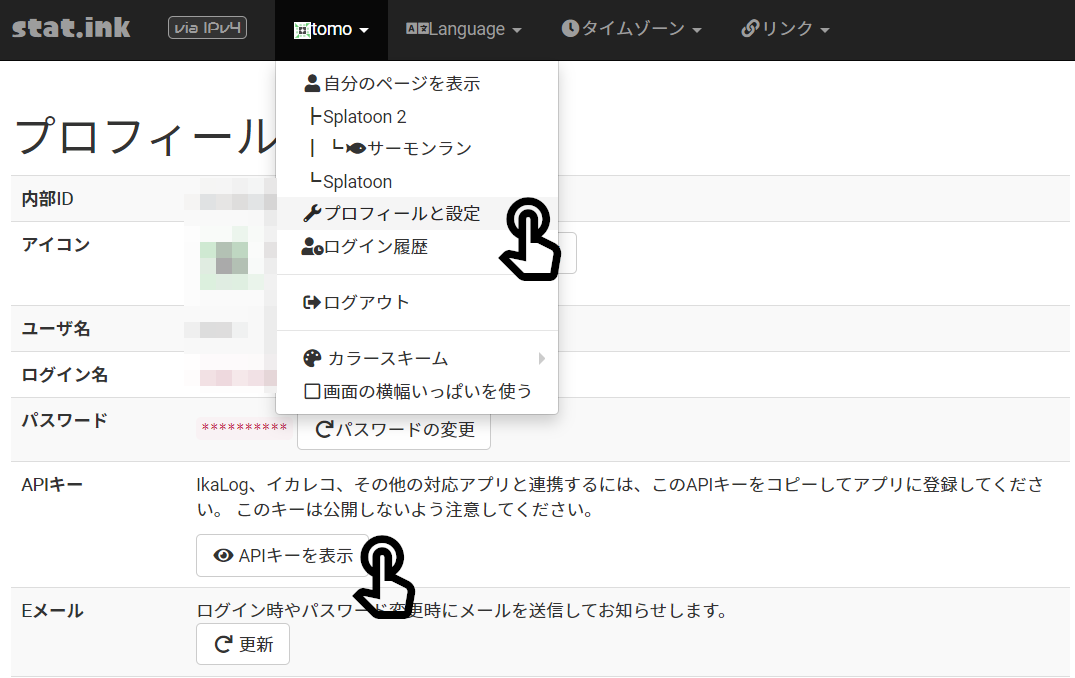 stat.ink via IPv4 tomo Language タイムゾーン リンク
自分のページを表示
├Splatoon 2
│ └サーモンラン
└Splatoon
プロフィールと設定
ログイン履歴
ログアウト
カラースキーム
画面の横幅いっぱいを使う
プロフィール
内部ID
アイコン
ユーザ名
ログイン名
パスワード
********** パスワードの変更
APIキー
IkaLog、イカレコ、その他の対応アプリと連携するには、このAPIキーをコピーしてアプリに登録してくださ
い。 このキーは公開しないよう注意してください。
APIキーを表示
Eメール
ログイン時やパスワード変更時にメールを送信してお知らせします。
更新